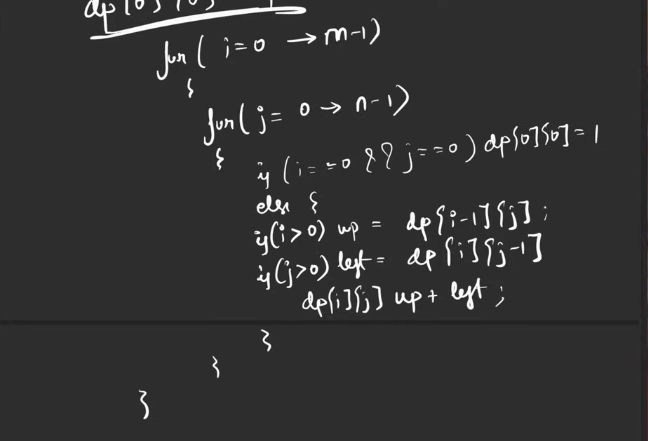 dp[0][0]
for( i=0 → m-1)
{
for(j= 0 → n-1)
{
if (i==0 && j==0) dp[0][0]=1
else {
if(i>0) up = dp[i-1][j];
if(j>0) left = dp[i][j-1]
dp[i][j] up + left;
}
}
}